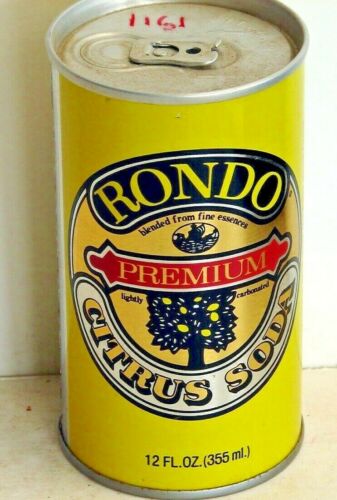 1161
RONDO
blended from fine essences
PREMIUM
lightly carbonated
CITRUS SODA
12 FL.OZ.(355 ml.)